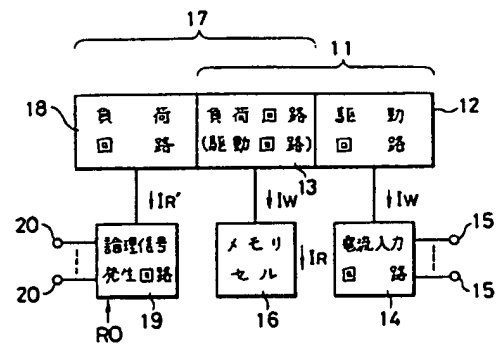 17
11
18
負荷
回路
負荷回路
(駆動回路)
駆動
回路
12
13
↓IR'
↓IW
↓IW
20
20
論理信号
発生回路
19
RO
メモリ
セル
16
↓IR
電流入力
回路
14
15
15